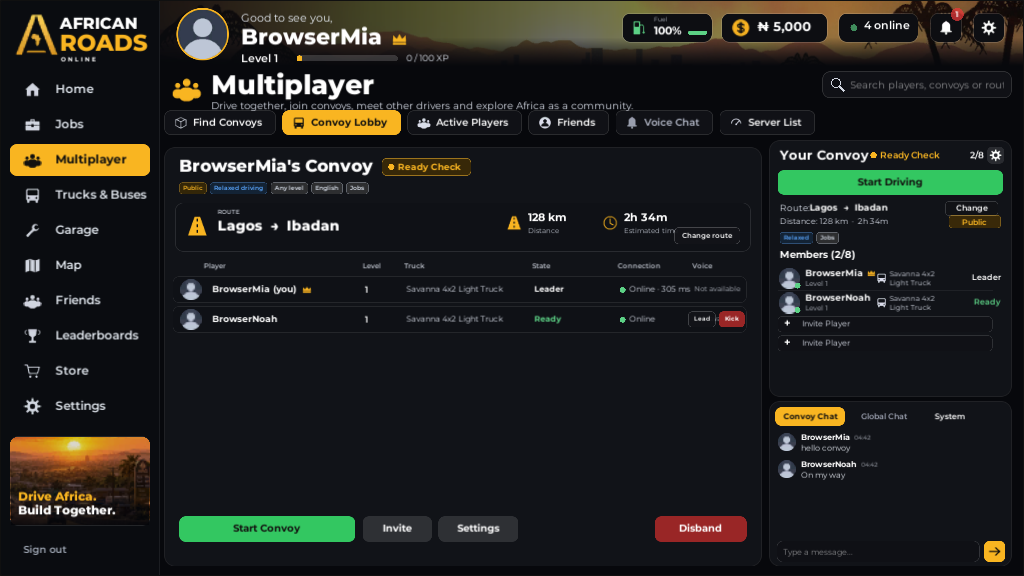 AFRICAN
ROADS
ONLINE
Home
Jobs
Multiplayer
Trucks & Buses
Garage
Map
Friends
Leaderboards
Store
Settings
Drive Africa.
Build Together.
Sign out
Good to see you,
BrowserMia
Level 1
0 / 100 XP
Fuel
100%
₦ 5,000
4 online
1
Multiplayer
Drive together, join convoys, meet other drivers and explore Africa as a community.
Search players, convoys or rout
Find Convoys
Convoy Lobby
Active Players
Friends
Voice Chat
Server List
BrowserMia's Convoy
Ready Check
Public
Relaxed driving
Any level
English
Jobs
ROUTE
Lagos → Ibadan
128 km
Distance
2h 34m
Estimated tim
Change route
Player Level Truck State Connection Voice
BrowserMia (you) 1 Savanna 4x2 Light Truck Leader Online · 305 ms Not available
BrowserNoah 1 Savanna 4x2 Light Truck Ready Online Lead Kick
Start Convoy
Invite
Settings
Disband
Your Convoy
Ready Check
2/8
Start Driving
Route: Lagos → Ibadan
Change
Distance: 128 km · 2h 34m
Public
Relaxed
Jobs
Members (2/8)
BrowserMia
Level 1
Savanna 4x2
Light Truck
Leader
BrowserNoah
Level 1
Savanna 4x2
Light Truck
Ready
+ Invite Player
+ Invite Player
Convoy Chat
Global Chat
System
BrowserMia 04:42
hello convoy
BrowserNoah 04:42
On my way
Type a message...